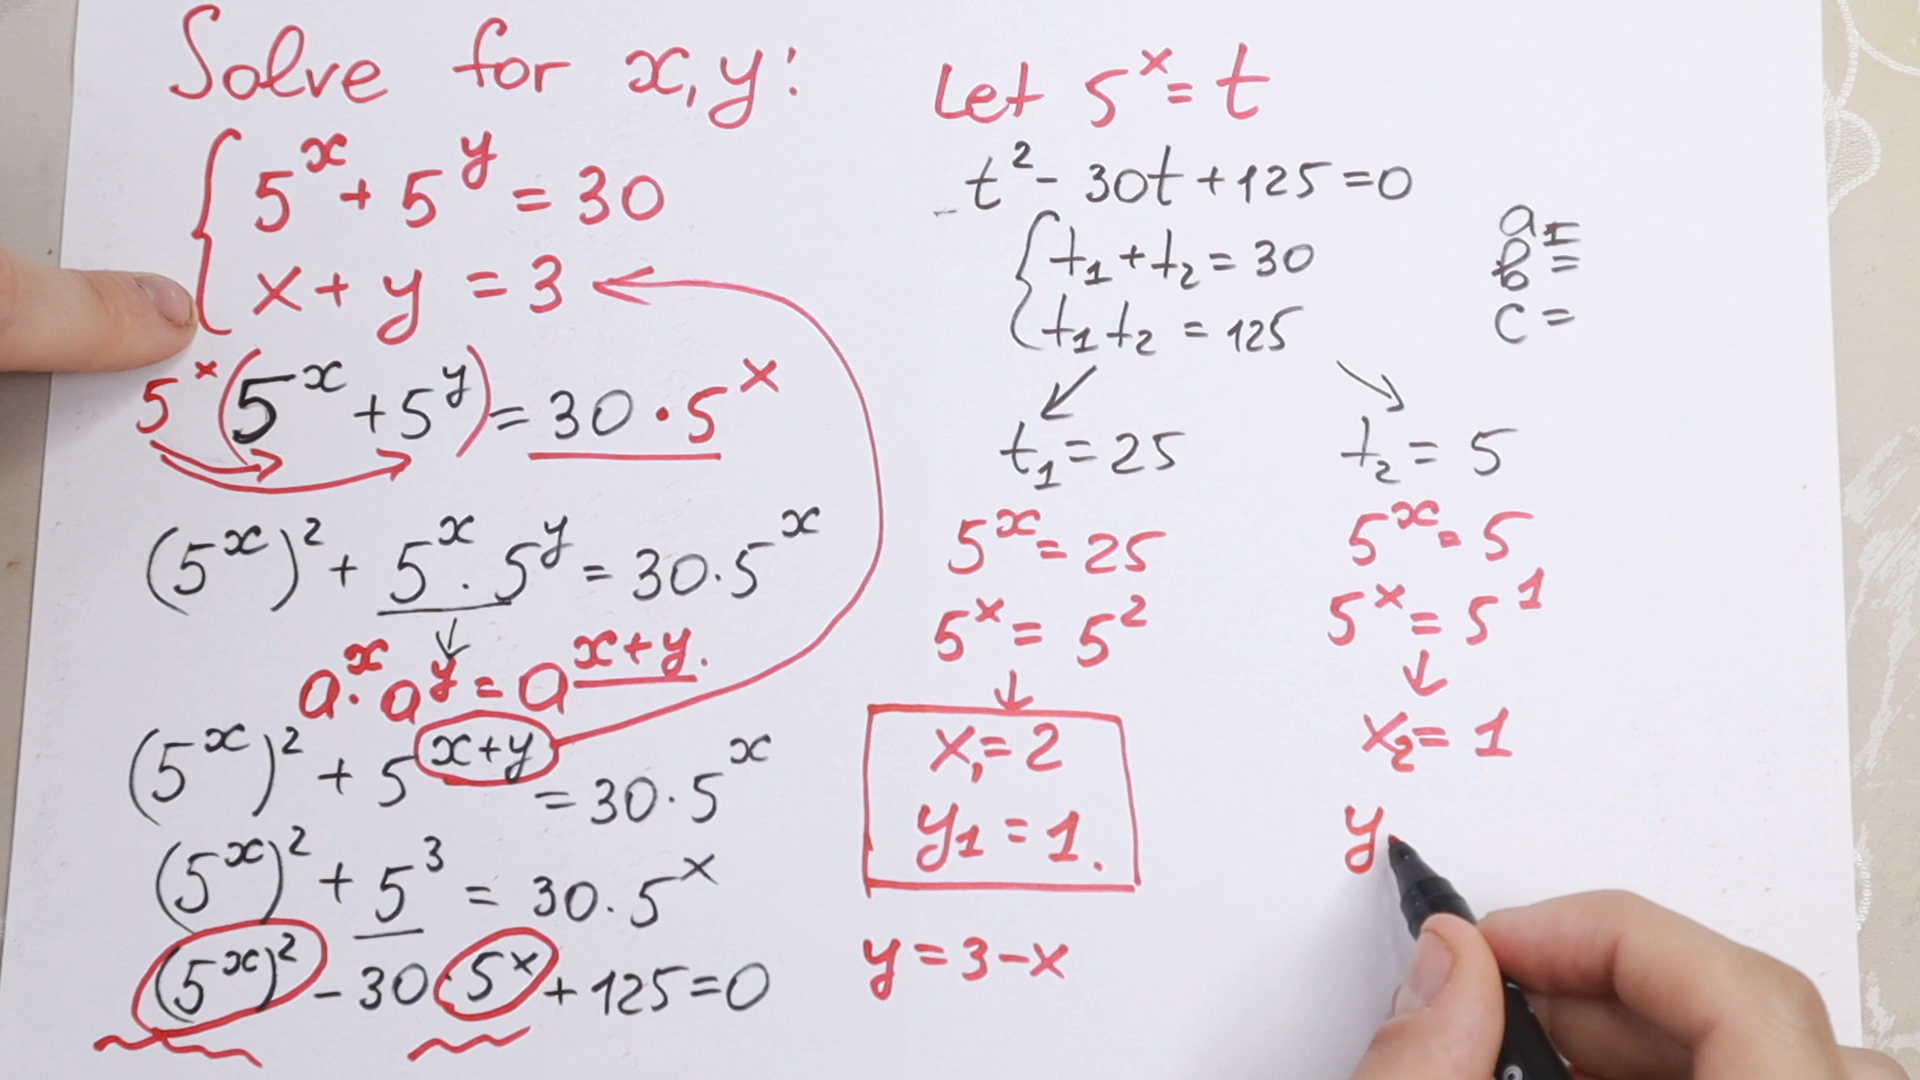 Solve for x,y:
5^x + 5^y = 30
x + y = 3
5^x (5^x + 5^y) = 30 · 5^x
(5^x)^2 + 5^x · 5^y = 30 · 5^x
a^x · a^y = a^(x+y).
(5^x)^2 + 5^(x+y) = 30 · 5^x
(5^x)^2 + 5^3 = 30 · 5^x
(5^x)^2 - 30 · 5^x + 125 = 0
Let 5^x = t
t^2 - 30t + 125 = 0
t₁ + t₂ = 30
t₁ t₂ = 125
a =
b =
c =
t₁ = 25
5^x = 25
5^x = 5^2
x₁ = 2
y₁ = 1.
y = 3 - x
t₂ = 5
5^x = 5
5^x = 5^1
x₂ = 1
y